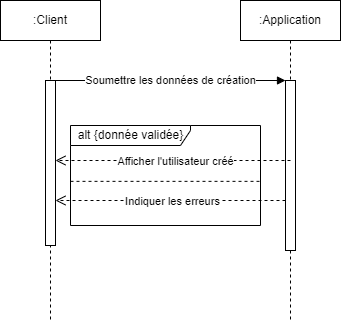 :Client
:Application
Soumettre les données de création
alt {donnée validée}
Afficher l'utilisateur créé
Indiquer les erreurs